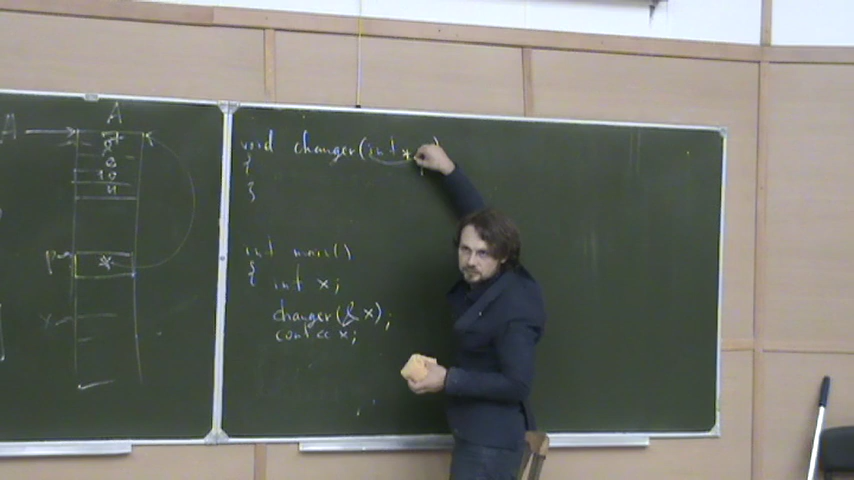 A
A
p
*
x
void changer(int *
{
}
int main()
{
int x;
changer(&x);
cout << x;